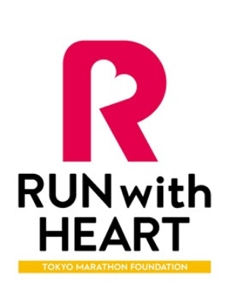 R
RUN with
HEART
TOKYO MARATHON FOUNDATION